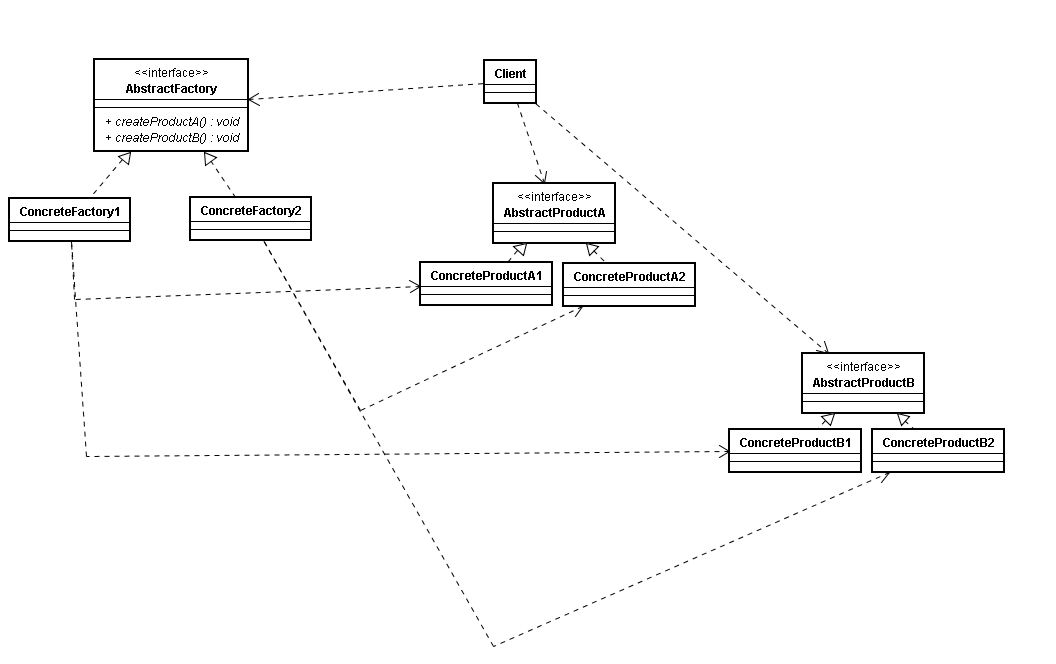 <<interface>>
AbstractFactory
+ createProductA() : void
+ createProductB() : void
Client
ConcreteFactory1
ConcreteFactory2
<<interface>>
AbstractProductA
ConcreteProductA1
ConcreteProductA2
<<interface>>
AbstractProductB
ConcreteProductB1
ConcreteProductB2